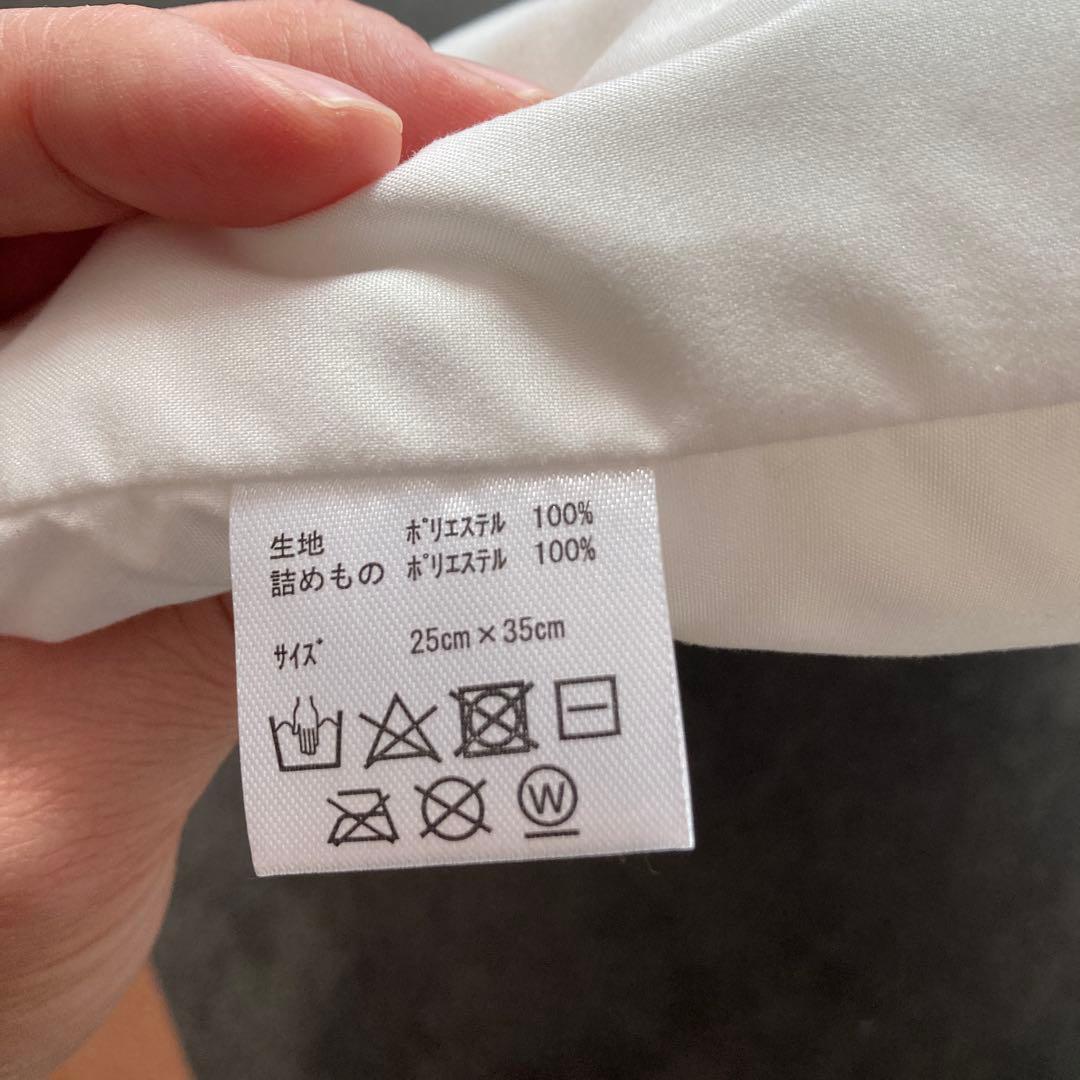 生地 ﾎﾟﾘｴｽﾃﾙ 100%
詰めもの ﾎﾟﾘｴｽﾃﾙ 100%
ｻｲｽﾞ 25cm×35cm
W